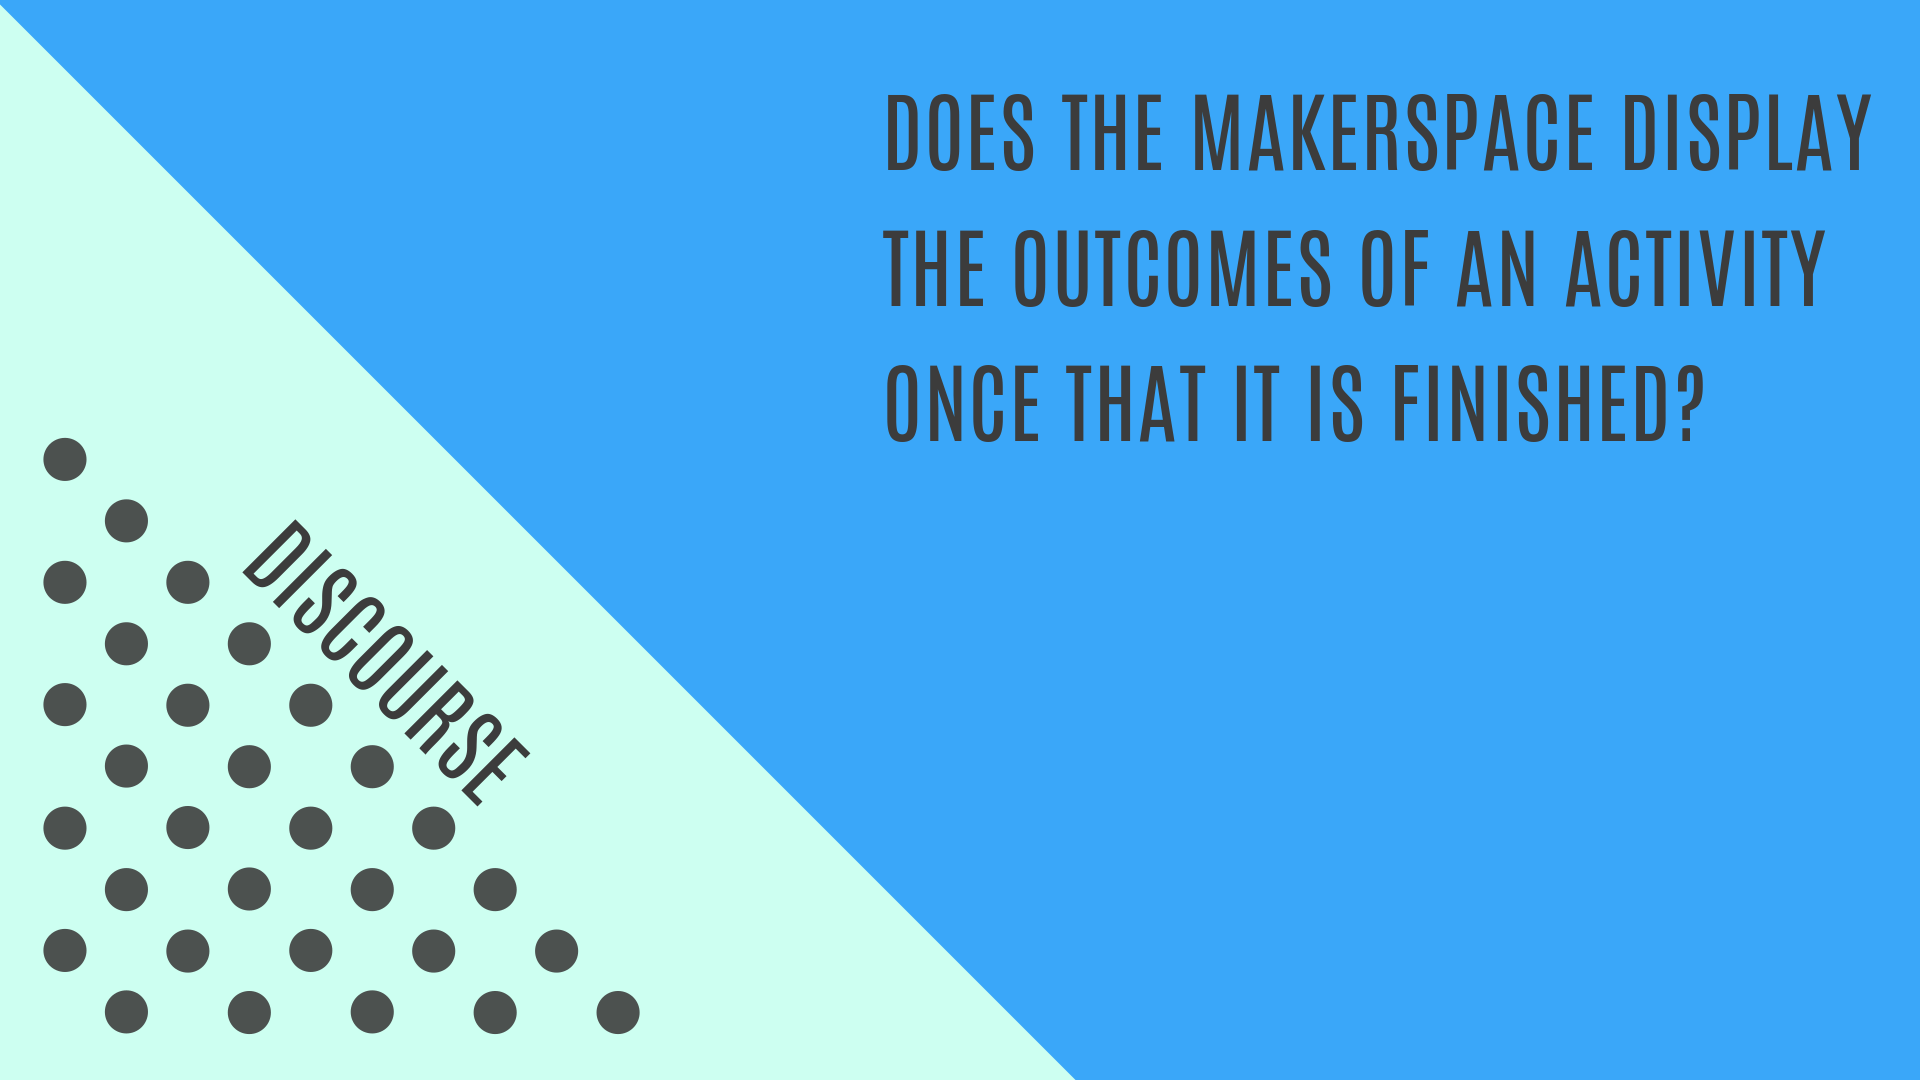 DOES THE MAKERSPACE DISPLAY
THE OUTCOMES OF AN ACTIVITY
ONCE THAT IT IS FINISHED?
DISCOURSE